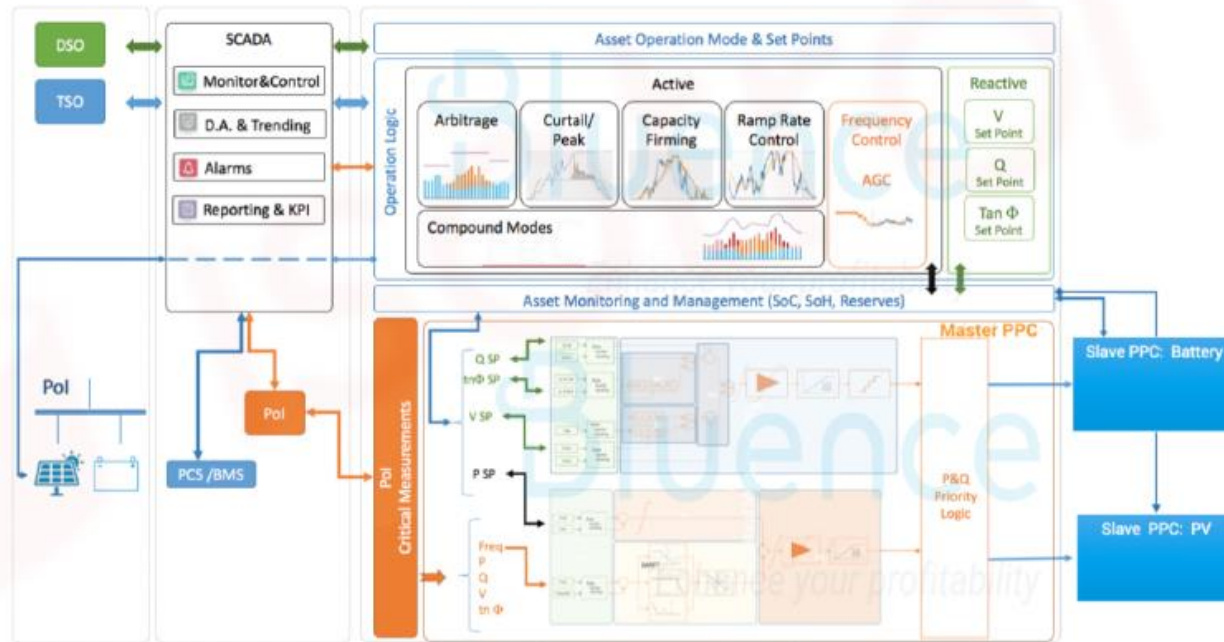 DSO
TSO
SCADA
Monitor&Control
D.A. & Trending
Alarms
Reporting & KPI
Asset Operation Mode & Set Points
Operation Logic
Active
Arbitrage
Curtail/
Peak
Capacity
Firming
Ramp Rate
Control
Frequency
Control
AGC
Compound Modes
Reactive
V
Set Point
Q
Set Point
Tan Φ
Set Point
Asset Monitoring and Management (SoC, SoH, Reserves)
PoI
PCS /BMS
PoI
PoI
Critical Measurements
Master PPC
Q SP
tnΦ SP
V SP
P SP
Freq
P
Q
V
tn Φ
P&Q
Priority
Logic
Slave PPC: Battery
Slave PPC: PV
Bluence
Bluence
enhance your profitability